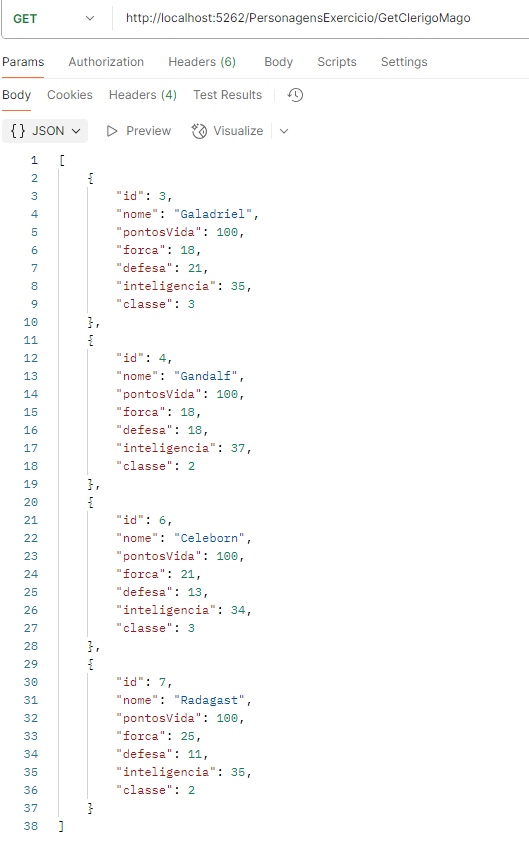 GET http://localhost:5262/PersonagensExercicio/GetClerigoMago
Params Authorization Headers (6) Body Scripts Settings
Body Cookies Headers (4) Test Results
{} JSON Preview Visualize
1 [
2 {
3 "id": 3,
4 "nome": "Galadriel",
5 "pontosVida": 100,
6 "forca": 18,
7 "defesa": 21,
8 "inteligencia": 35,
9 "classe": 3
10 },
11 {
12 "id": 4,
13 "nome": "Gandalf",
14 "pontosVida": 100,
15 "forca": 18,
16 "defesa": 18,
17 "inteligencia": 37,
18 "classe": 2
19 },
20 {
21 "id": 6,
22 "nome": "Celeborn",
23 "pontosVida": 100,
24 "forca": 21,
25 "defesa": 13,
26 "inteligencia": 34,
27 "classe": 3
28 },
29 {
30 "id": 7,
31 "nome": "Radagast",
32 "pontosVida": 100,
33 "forca": 25,
34 "defesa": 11,
35 "inteligencia": 35,
36 "classe": 2
37 }
38 ]